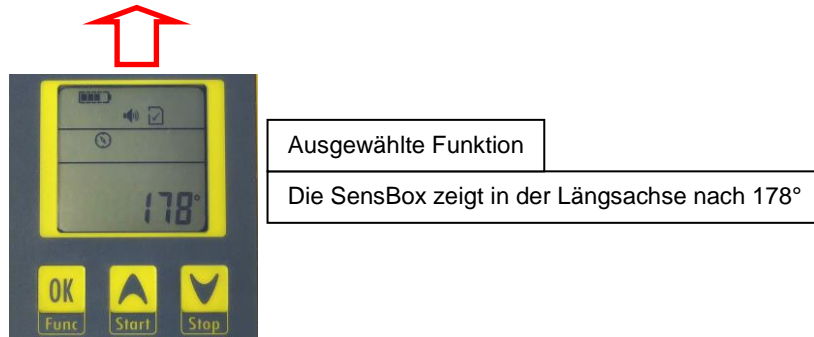 Ausgewählte Funktion
Die SensBox zeigt in der Längsachse nach 178°
178°
OK
Func
Start
Stop